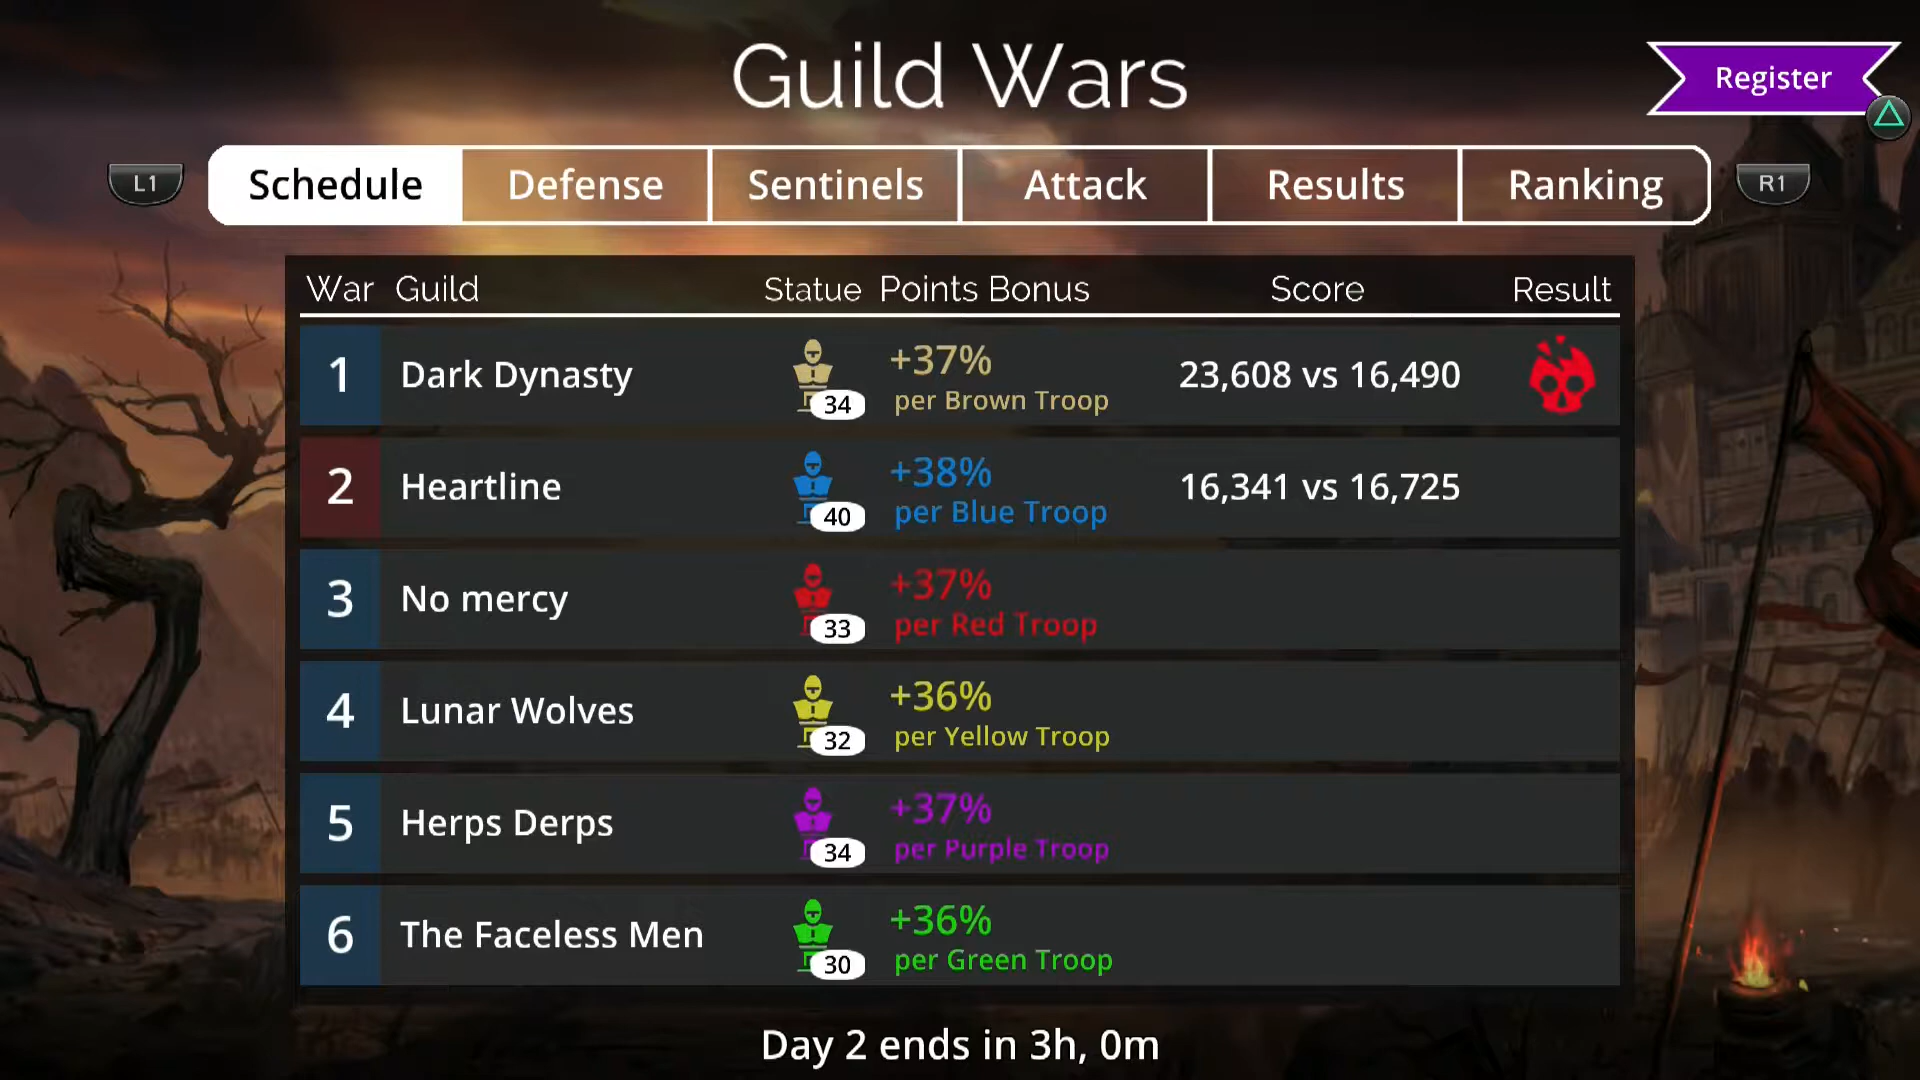 Guild Wars
Register
L1
Schedule
Defense
Sentinels
Attack
Results
Ranking
R1
War Guild Statue Points Bonus Score Result
1 Dark Dynasty 34 +37% per Brown Troop 23,608 vs 16,490
2 Heartline 40 +38% per Blue Troop 16,341 vs 16,725
3 No mercy 33 +37% per Red Troop
4 Lunar Wolves 32 +36% per Yellow Troop
5 Herps Derps 34 +37% per Purple Troop
6 The Faceless Men 30 +36% per Green Troop
Day 2 ends in 3h, 0m